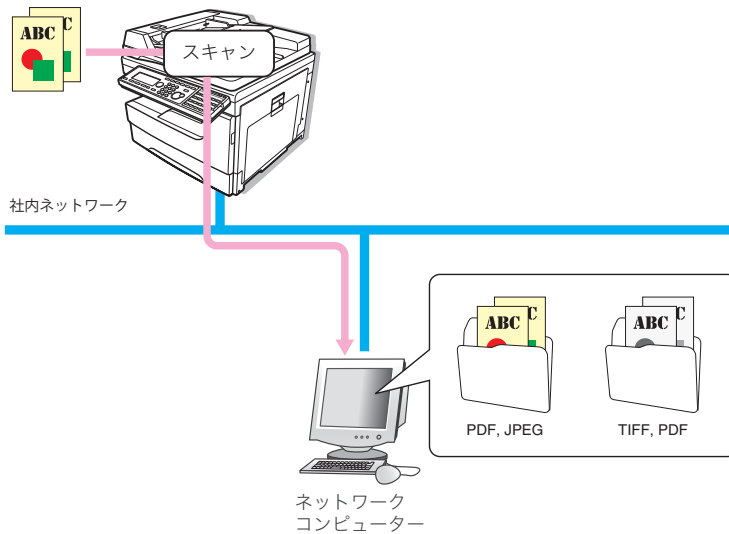 ABC
C
スキャン
社内ネットワーク
ABC
C
ABC
C
PDF, JPEG
TIFF, PDF
ネットワーク
コンピューター